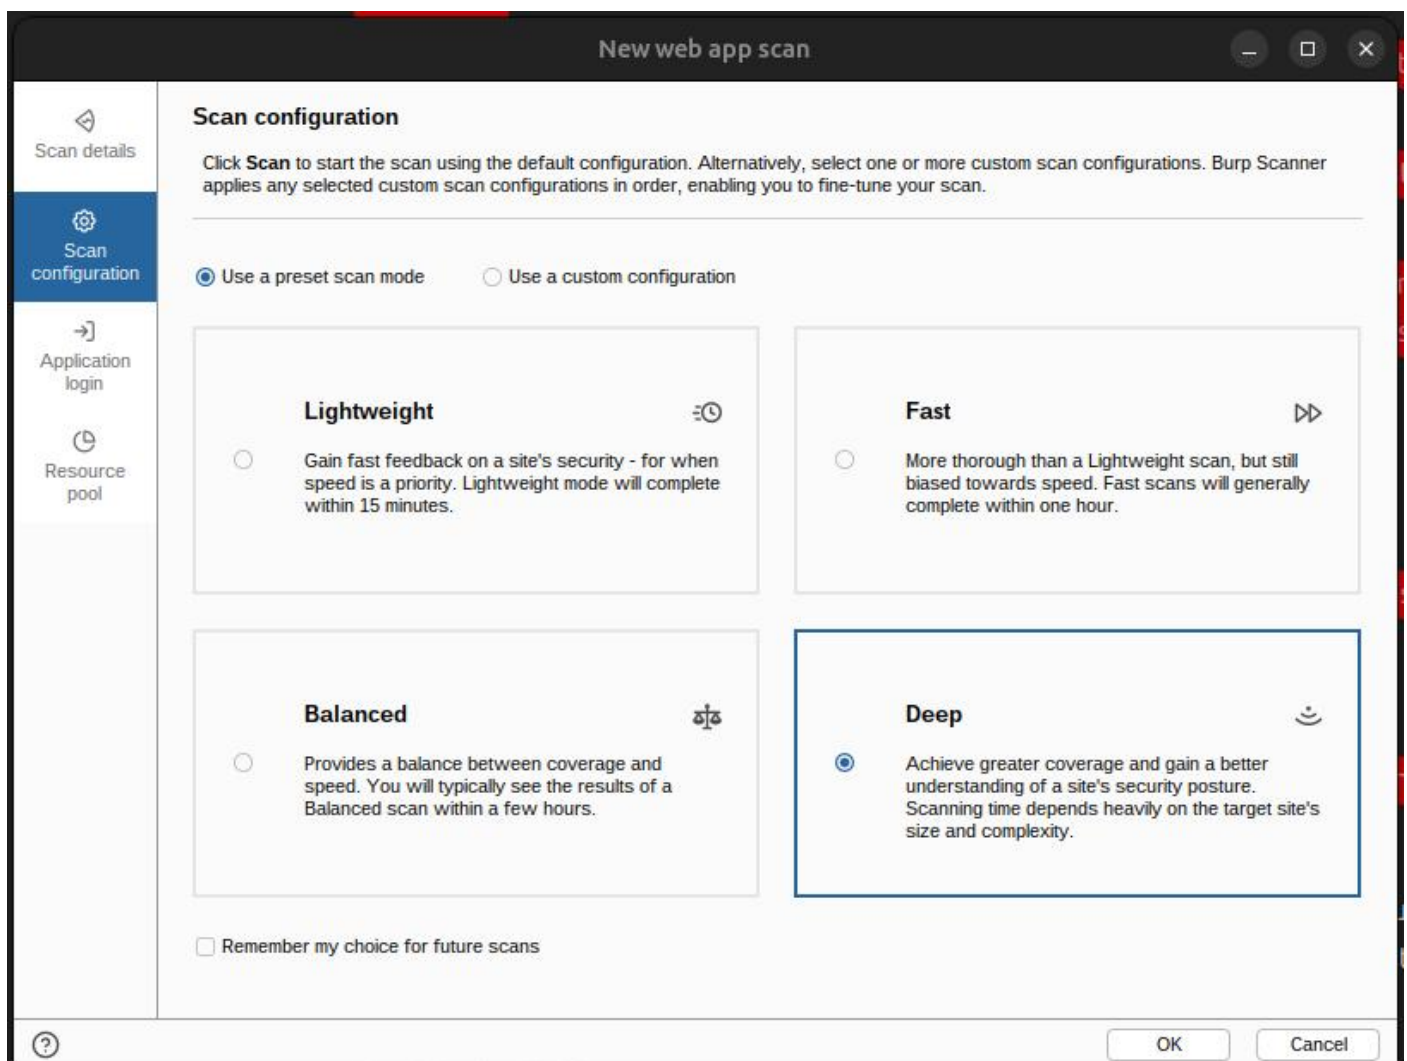 New web app scan
Scan details
Scan
configuration
Application
login
Resource
pool
Scan configuration
Click Scan to start the scan using the default configuration. Alternatively, select one or more custom scan configurations. Burp Scanner
applies any selected custom scan configurations in order, enabling you to fine-tune your scan.
Use a preset scan mode
Use a custom configuration
Lightweight
Gain fast feedback on a site's security - for when
speed is a priority. Lightweight mode will complete
within 15 minutes.
Fast
More thorough than a Lightweight scan, but still
biased towards speed. Fast scans will generally
complete within one hour.
Balanced
Provides a balance between coverage and
speed. You will typically see the results of a
Balanced scan within a few hours.
Deep
Achieve greater coverage and gain a better
understanding of a site's security posture.
Scanning time depends heavily on the target site's
size and complexity.
Remember my choice for future scans
OK
Cancel